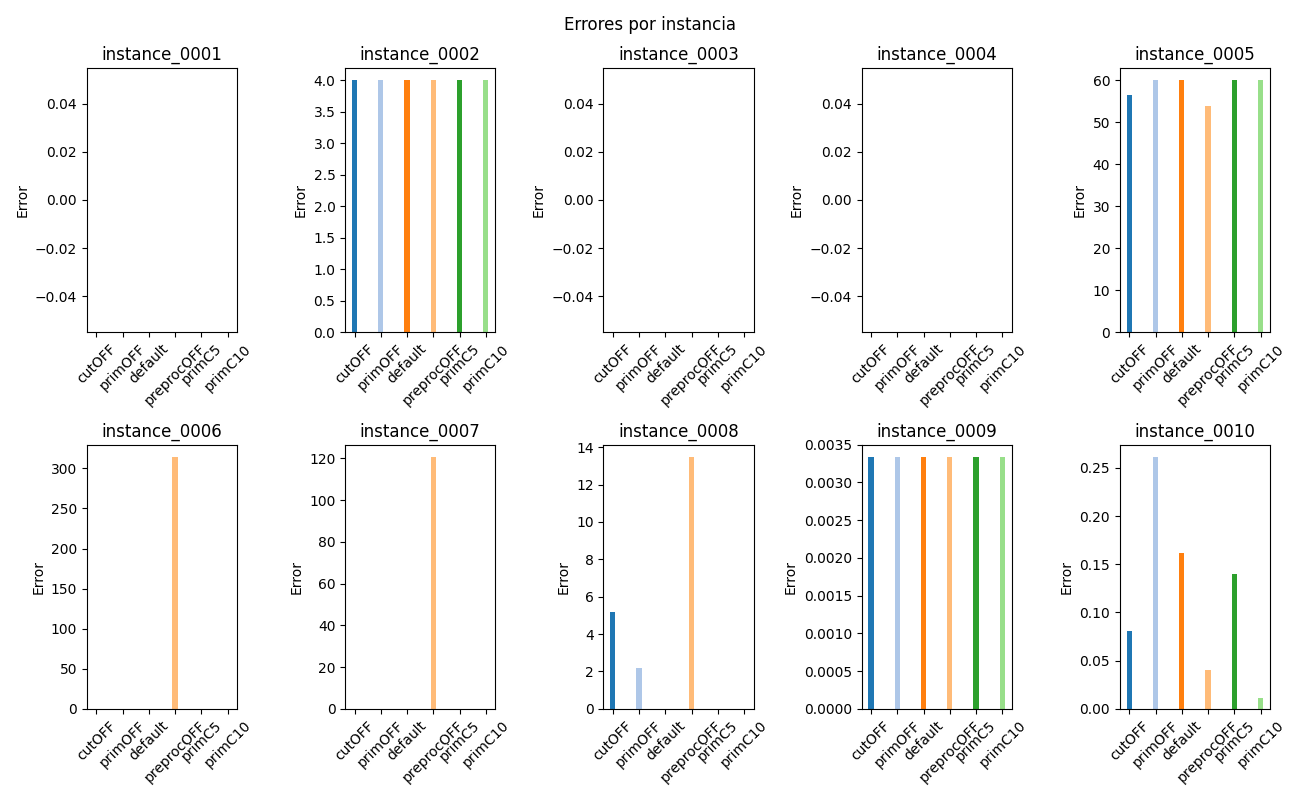 Errores por instancia
instance_0001
Error
0.04
0.02
0.00
−0.02
−0.04
cutOFF
primOFF
default
preprocOFF
primC5
primC10
instance_0002
Error
4.0
3.5
3.0
2.5
2.0
1.5
1.0
0.5
0.0
cutOFF
primOFF
default
preprocOFF
primC5
primC10
instance_0003
Error
0.04
0.02
0.00
−0.02
−0.04
cutOFF
primOFF
default
preprocOFF
primC5
primC10
instance_0004
Error
0.04
0.02
0.00
−0.02
−0.04
cutOFF
primOFF
default
preprocOFF
primC5
primC10
instance_0005
Error
60
50
40
30
20
10
0
cutOFF
primOFF
default
preprocOFF
primC5
primC10
instance_0006
Error
300
250
200
150
100
50
0
cutOFF
primOFF
default
preprocOFF
primC5
primC10
instance_0007
Error
120
100
80
60
40
20
0
cutOFF
primOFF
default
preprocOFF
primC5
primC10
instance_0008
Error
14
12
10
8
6
4
2
0
cutOFF
primOFF
default
preprocOFF
primC5
primC10
instance_0009
Error
0.0035
0.0030
0.0025
0.0020
0.0015
0.0010
0.0005
0.0000
cutOFF
primOFF
default
preprocOFF
primC5
primC10
instance_0010
Error
0.25
0.20
0.15
0.10
0.05
0.00
cutOFF
primOFF
default
preprocOFF
primC5
primC10